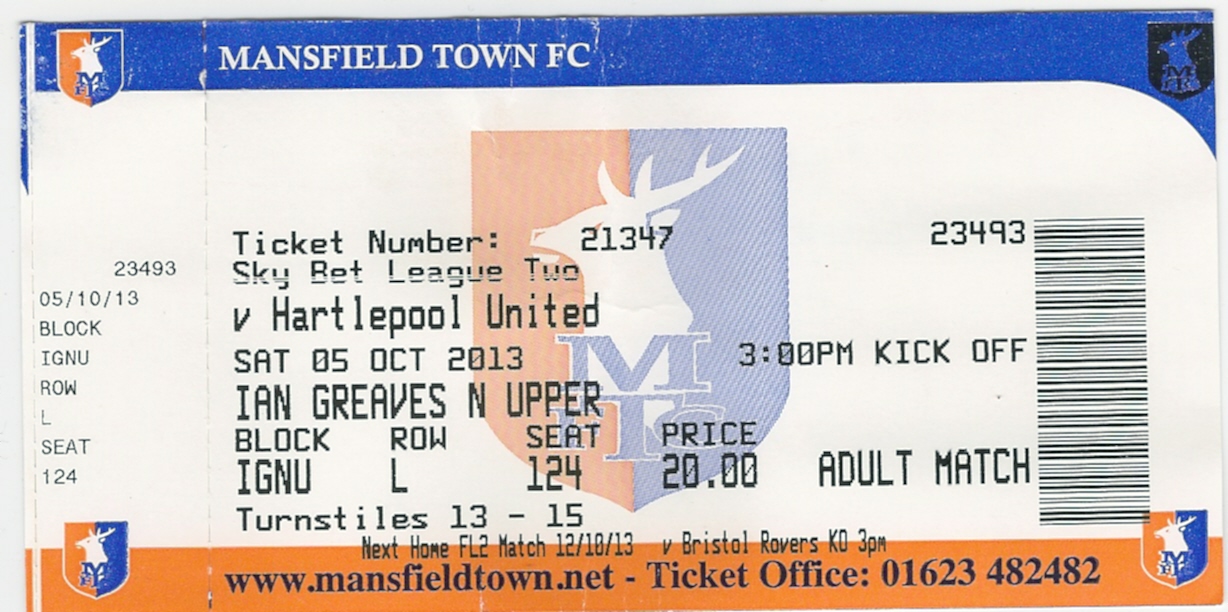 MANSFIELD TOWN FC
23493
05/10/13
BLOCK
IGNU
ROW
L
SEAT
124
Ticket Number: 21347 23493
Sky Bet League Two
v Hartlepool United
SAT 05 OCT 2013 3:00PM KICK OFF
IAN GREAVES N UPPER
BLOCK ROW SEAT PRICE
IGNU L 124 20.00 ADULT MATCH
Turnstiles 13 - 15
Next Home FL2 Match 12/10/13 v Bristol Rovers KO 3pm
www.mansfieldtown.net - Ticket Office: 01623 482482
M
FTC